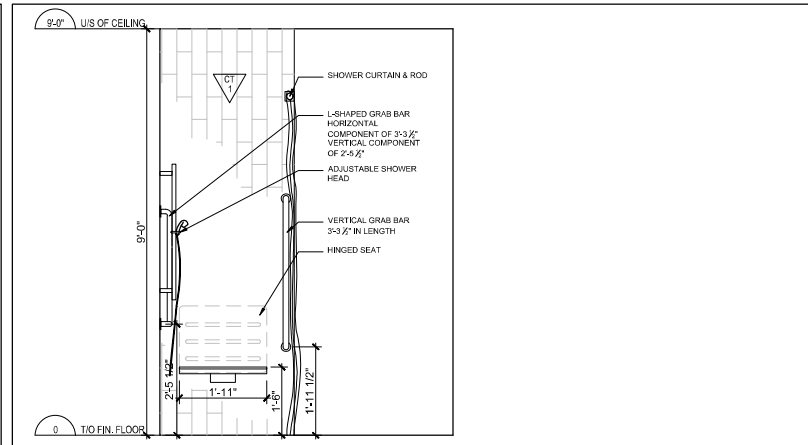 9'-0" U/S OF CEILING
CT
1
SHOWER CURTAIN & ROD
L-SHAPED GRAB BAR
HORIZONTAL
COMPONENT OF 3'-3 ½"
VERTICAL COMPONENT
OF 2'-5 ½"
ADJUSTABLE SHOWER
HEAD
VERTICAL GRAB BAR
3'-3 ½" IN LENGTH
HINGED SEAT
9'-0"
2'-5 1/2"
1'-11"
1'-6"
1'-11 1/2"
0 T/O FIN. FLOOR